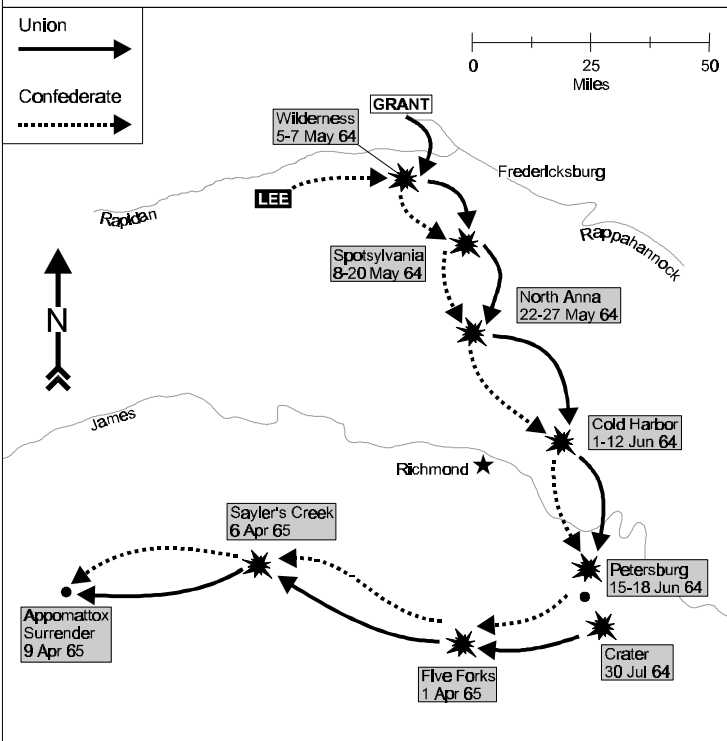 Union
Confederate
0 25 50
Miles
GRANT
Wilderness
5-7 May 64
Fredericksburg
LEE
Rapidan
Rappahannock
Spotsylvania
8-20 May 64
N
North Anna
22-27 May 64
James
Cold Harbor
1-12 Jun 64
Richmond
Sayler's Creek
6 Apr 65
Petersburg
15-18 Jun 64
Appomattox
Surrender
9 Apr 65
Five Forks
1 Apr 65
Crater
30 Jul 64